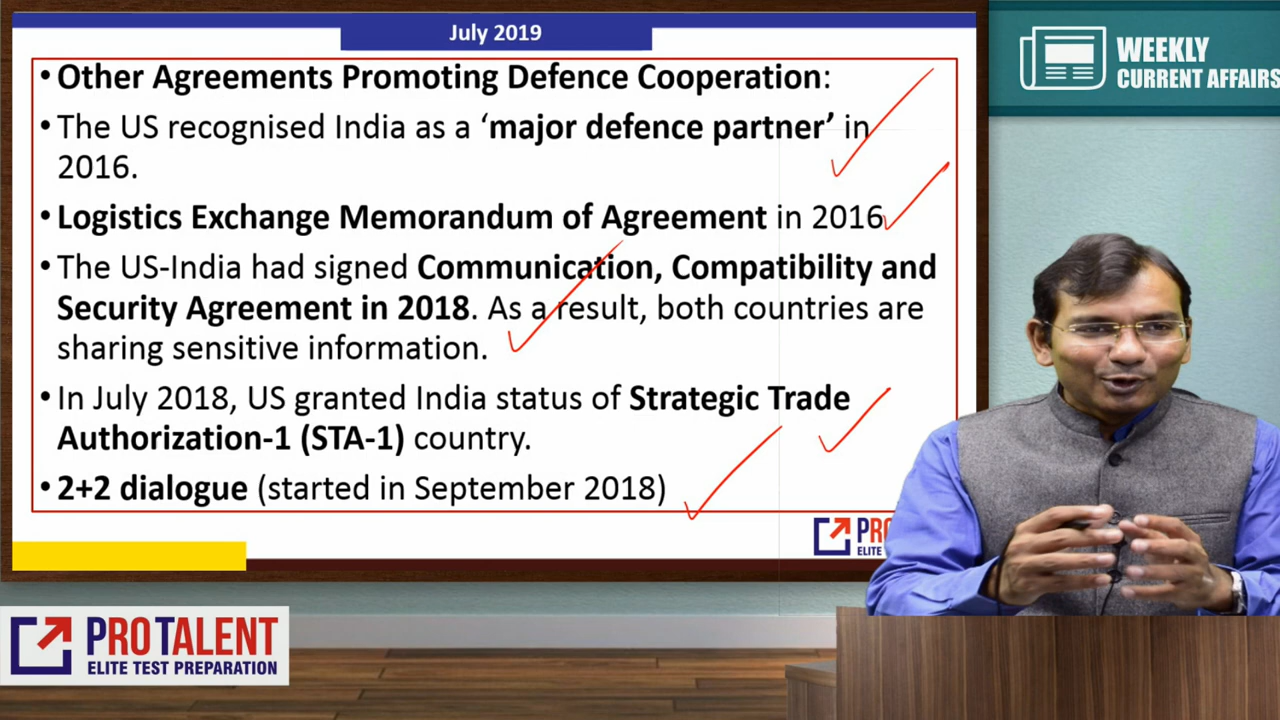 July 2019
WEEKLY
CURRENT AFFAIRS
• Other Agreements Promoting Defence Cooperation:
• The US recognised India as a ‘major defence partner’ in
2016.
• Logistics Exchange Memorandum of Agreement in 2016
• The US-India had signed Communication, Compatibility and
Security Agreement in 2018. As a result, both countries are
sharing sensitive information.
• In July 2018, US granted India status of Strategic Trade
Authorization-1 (STA-1) country.
• 2+2 dialogue (started in September 2018)
PRO
ELITE
PROTALENT
ELITE TEST PREPARATION